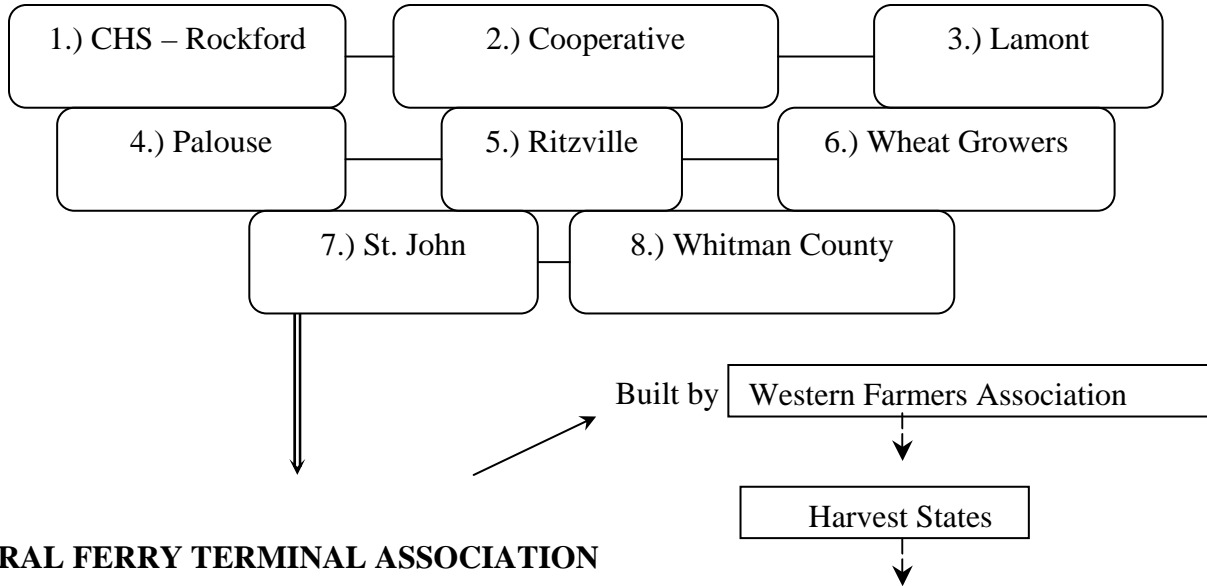 1.) CHS – Rockford
2.) Cooperative
3.) Lamont
4.) Palouse
5.) Ritzville
6.) Wheat Growers
7.) St. John
8.) Whitman County
Built by Western Farmers Association
Harvest States
RAL FERRY TERMINAL ASSOCIATION